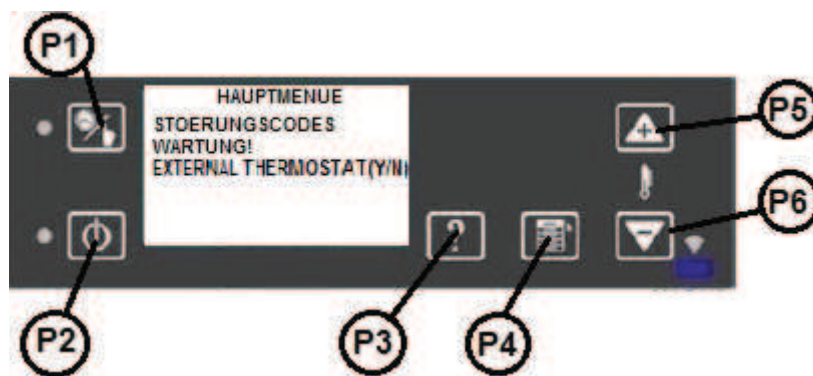 P1
HAUPTMENUE
STOERUNGSCODES
WARTUNG!
EXTERNAL THERMOSTAT(Y/N)
P5
P6
P2
?
P3
P4